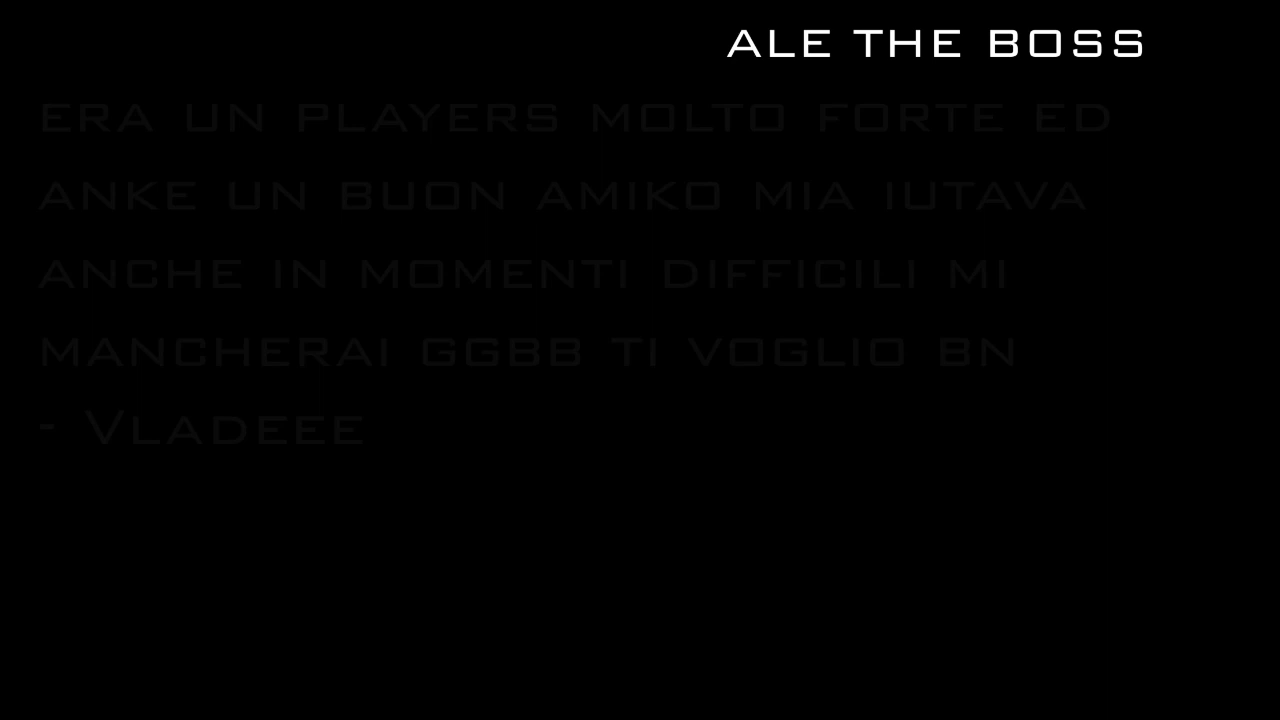 ALE THE BOSS
ERA UN PLAYERS MOLTO FORTE ED
ANKE UN BUON AMIKO MIA IUTAVA
ANCHE IN MOMENTI DIFFICILI MI
MANCHERAI GGBB TI VOGLIO BN
- VLADEEE